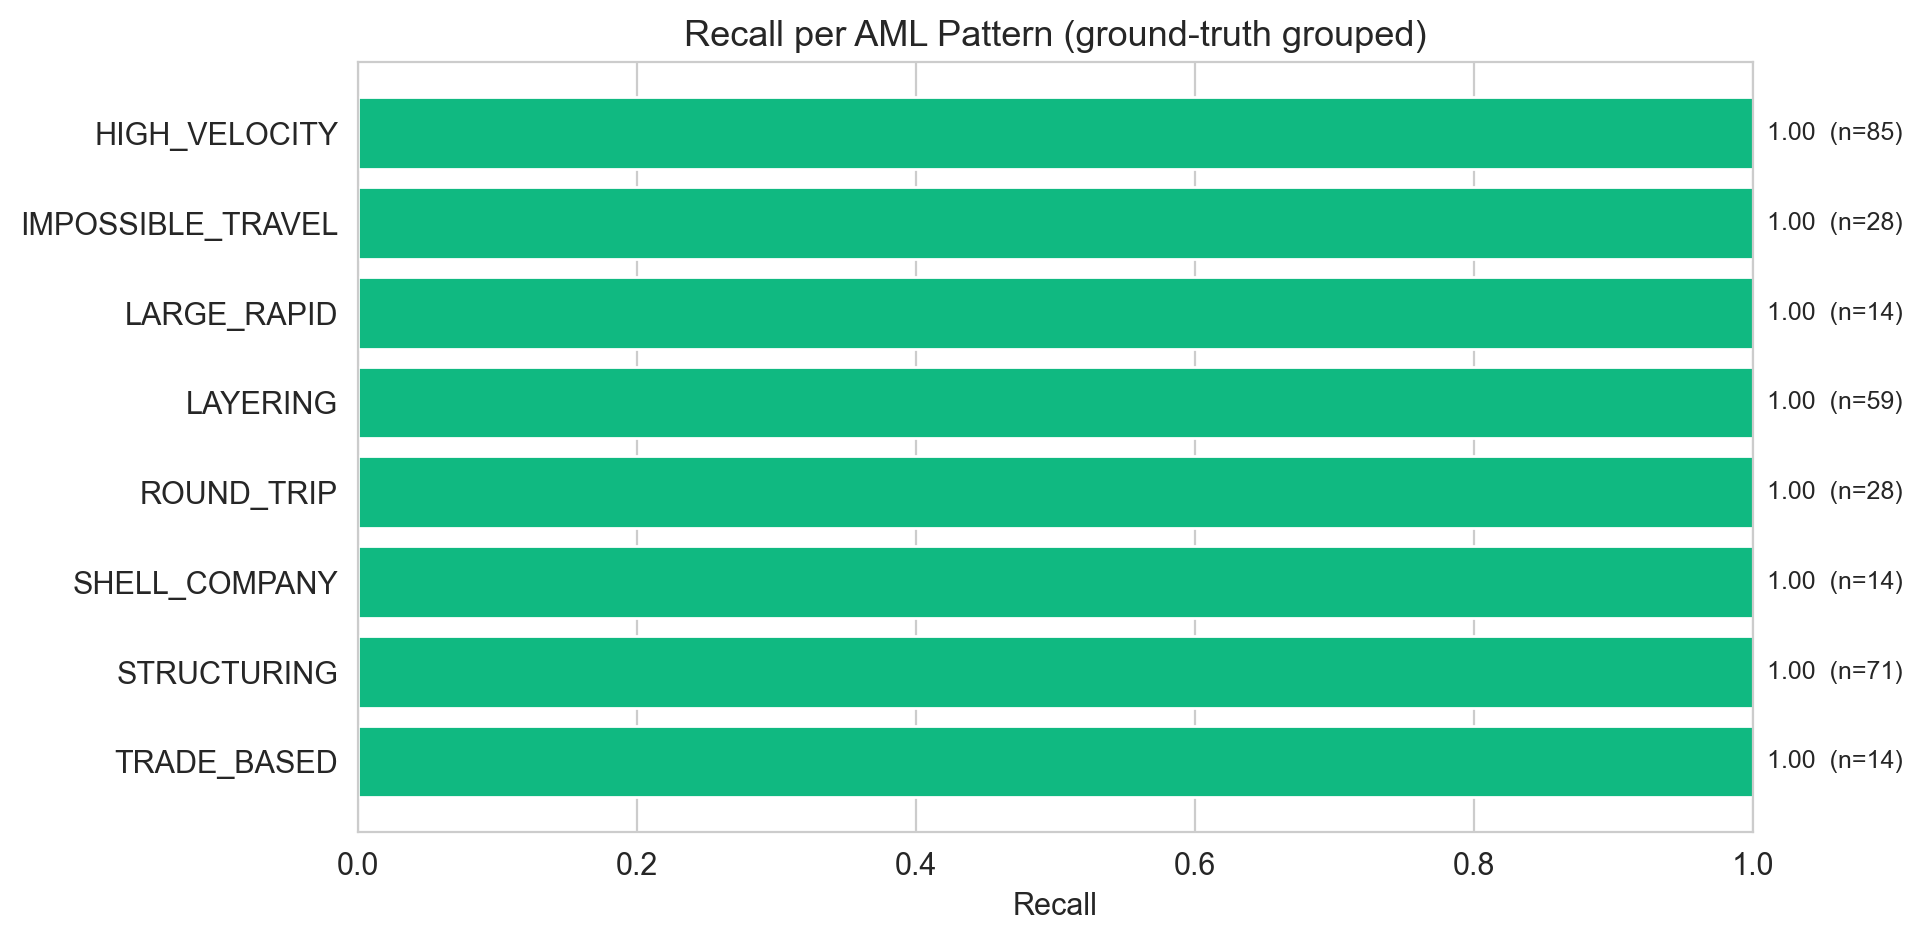 Recall per AML Pattern (ground-truth grouped)
HIGH_VELOCITY 1.00 (n=85)
IMPOSSIBLE_TRAVEL 1.00 (n=28)
LARGE_RAPID 1.00 (n=14)
LAYERING 1.00 (n=59)
ROUND_TRIP 1.00 (n=28)
SHELL_COMPANY 1.00 (n=14)
STRUCTURING 1.00 (n=71)
TRADE_BASED 1.00 (n=14)
0.0 0.2 0.4 0.6 0.8 1.0
Recall